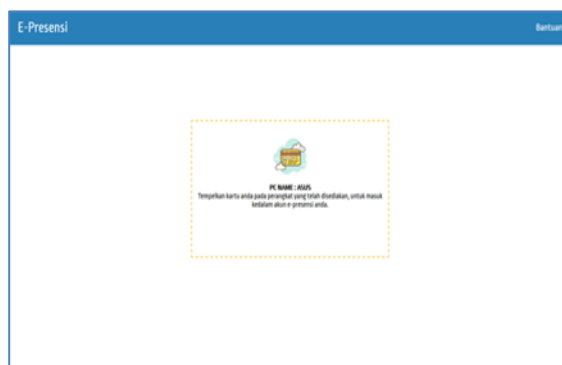 E-Presensi
Bantuan
PC NAME : ASUS
Tempelkan kartu anda pada perangkat yang telah disediakan, untuk masuk
kedalam akun e-presensi anda.